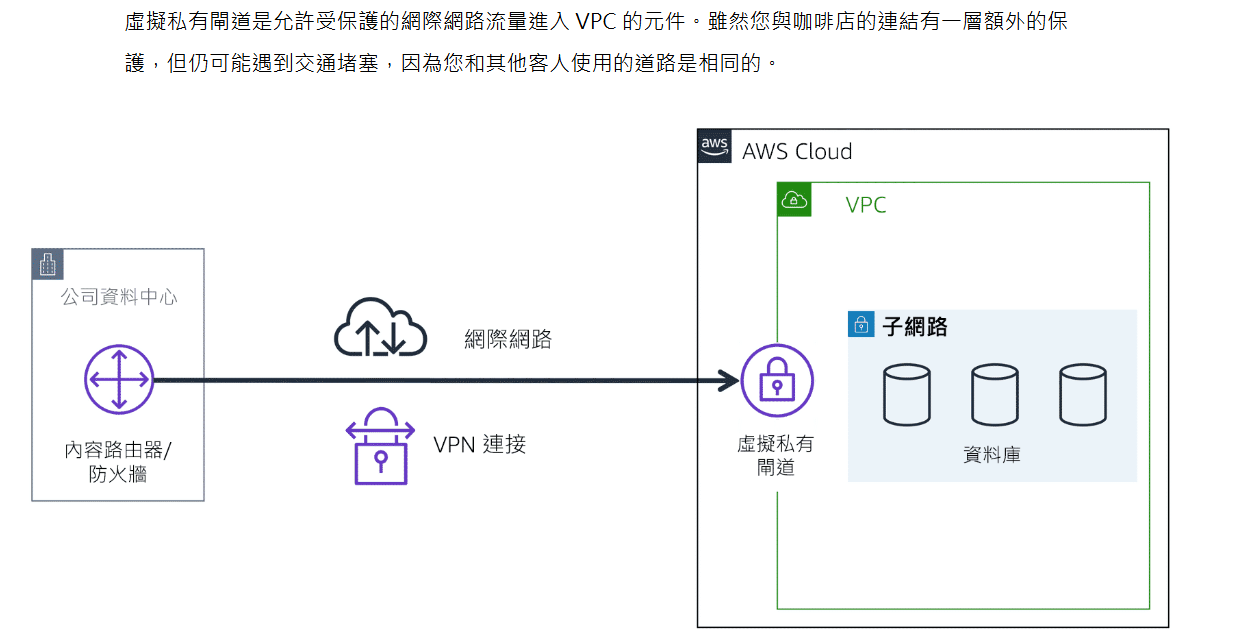 虛擬私有閘道是允許受保護的網際網路流量進入 VPC 的元件。雖然您與咖啡店的連結有一層額外的保
護，但仍可能遇到交通堵塞，因為您和其他客人使用的道路是相同的。
aws
AWS Cloud
VPC
公司資料中心
子網路
網際網路
內容路由器/
防火牆
VPN 連接
虛擬私有
閘道
資料庫